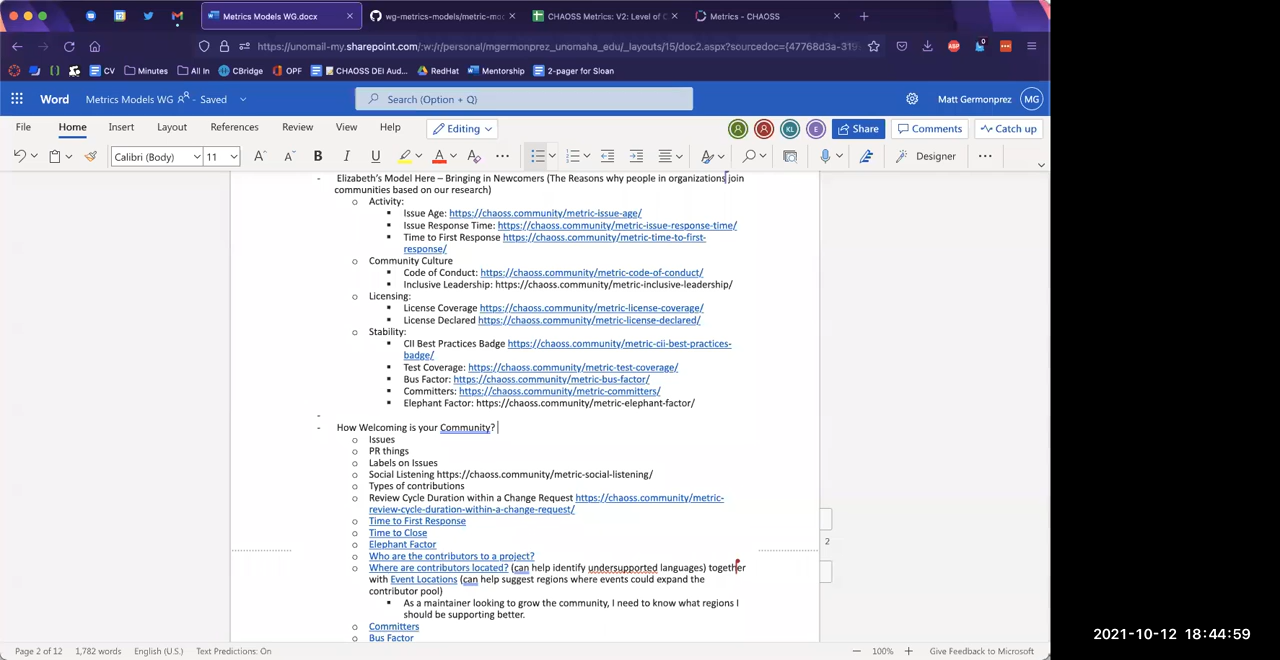 Metrics Models WG.docx
wg-metrics-models/metric-mo
CHAOSS Metrics: V2: Level of C
Metrics - CHAOSS
https://unomail-my.sharepoint.com/:w:/r/personal/mgermonprez_unomaha_edu/_layouts/15/doc2.aspx?sourcedoc={47768d3a-319
CV Minutes All In CBridge OPF CHAOSS DEI Aud... RedHat Mentorship 2-pager for Sloan
Word Metrics Models WG - Saved Search (Option + Q) Matt Germonprez MG
File Home Insert Layout References Review View Help Editing KL E Share Comments Catch up
Calibri (Body) 11 B I U A Designer
- Elizabeth's Model Here – Bringing in Newcomers (The Reasons why people in organizations join
communities based on our research)
o Activity:
▪ Issue Age: https://chaoss.community/metric-issue-age/
▪ Issue Response Time: https://chaoss.community/metric-issue-response-time/
▪ Time to First Response https://chaoss.community/metric-time-to-first-
response/
o Community Culture
▪ Code of Conduct: https://chaoss.community/metric-code-of-conduct/
▪ Inclusive Leadership: https://chaoss.community/metric-inclusive-leadership/
o Licensing:
▪ License Coverage https://chaoss.community/metric-license-coverage/
▪ License Declared https://chaoss.community/metric-license-declared/
o Stability:
▪ CII Best Practices Badge https://chaoss.community/metric-cii-best-practices-
badge/
▪ Test Coverage: https://chaoss.community/metric-test-coverage/
▪ Bus Factor: https://chaoss.community/metric-bus-factor/
▪ Committers: https://chaoss.community/metric-committers/
▪ Elephant Factor: https://chaoss.community/metric-elephant-factor/
-
- How Welcoming is your Community?
o Issues
o PR things
o Labels on Issues
o Social Listening https://chaoss.community/metric-social-listening/
o Types of contributions
o Review Cycle Duration within a Change Request https://chaoss.community/metric-
review-cycle-duration-within-a-change-request/
o Time to First Response
o Time to Close
o Elephant Factor
o Who are the contributors to a project?
o Where are contributors located? (can help identify undersupported languages) together
with Event Locations (can help suggest regions where events could expand the
contributor pool)
▪ As a maintainer looking to grow the community, I need to know what regions I
should be supporting better.
o Committers
o Bus Factor
2
2021-10-12 18:44:59
Page 2 of 12 1,782 words English (U.S.) Text Predictions: On 100% Give Feedback to Microsoft